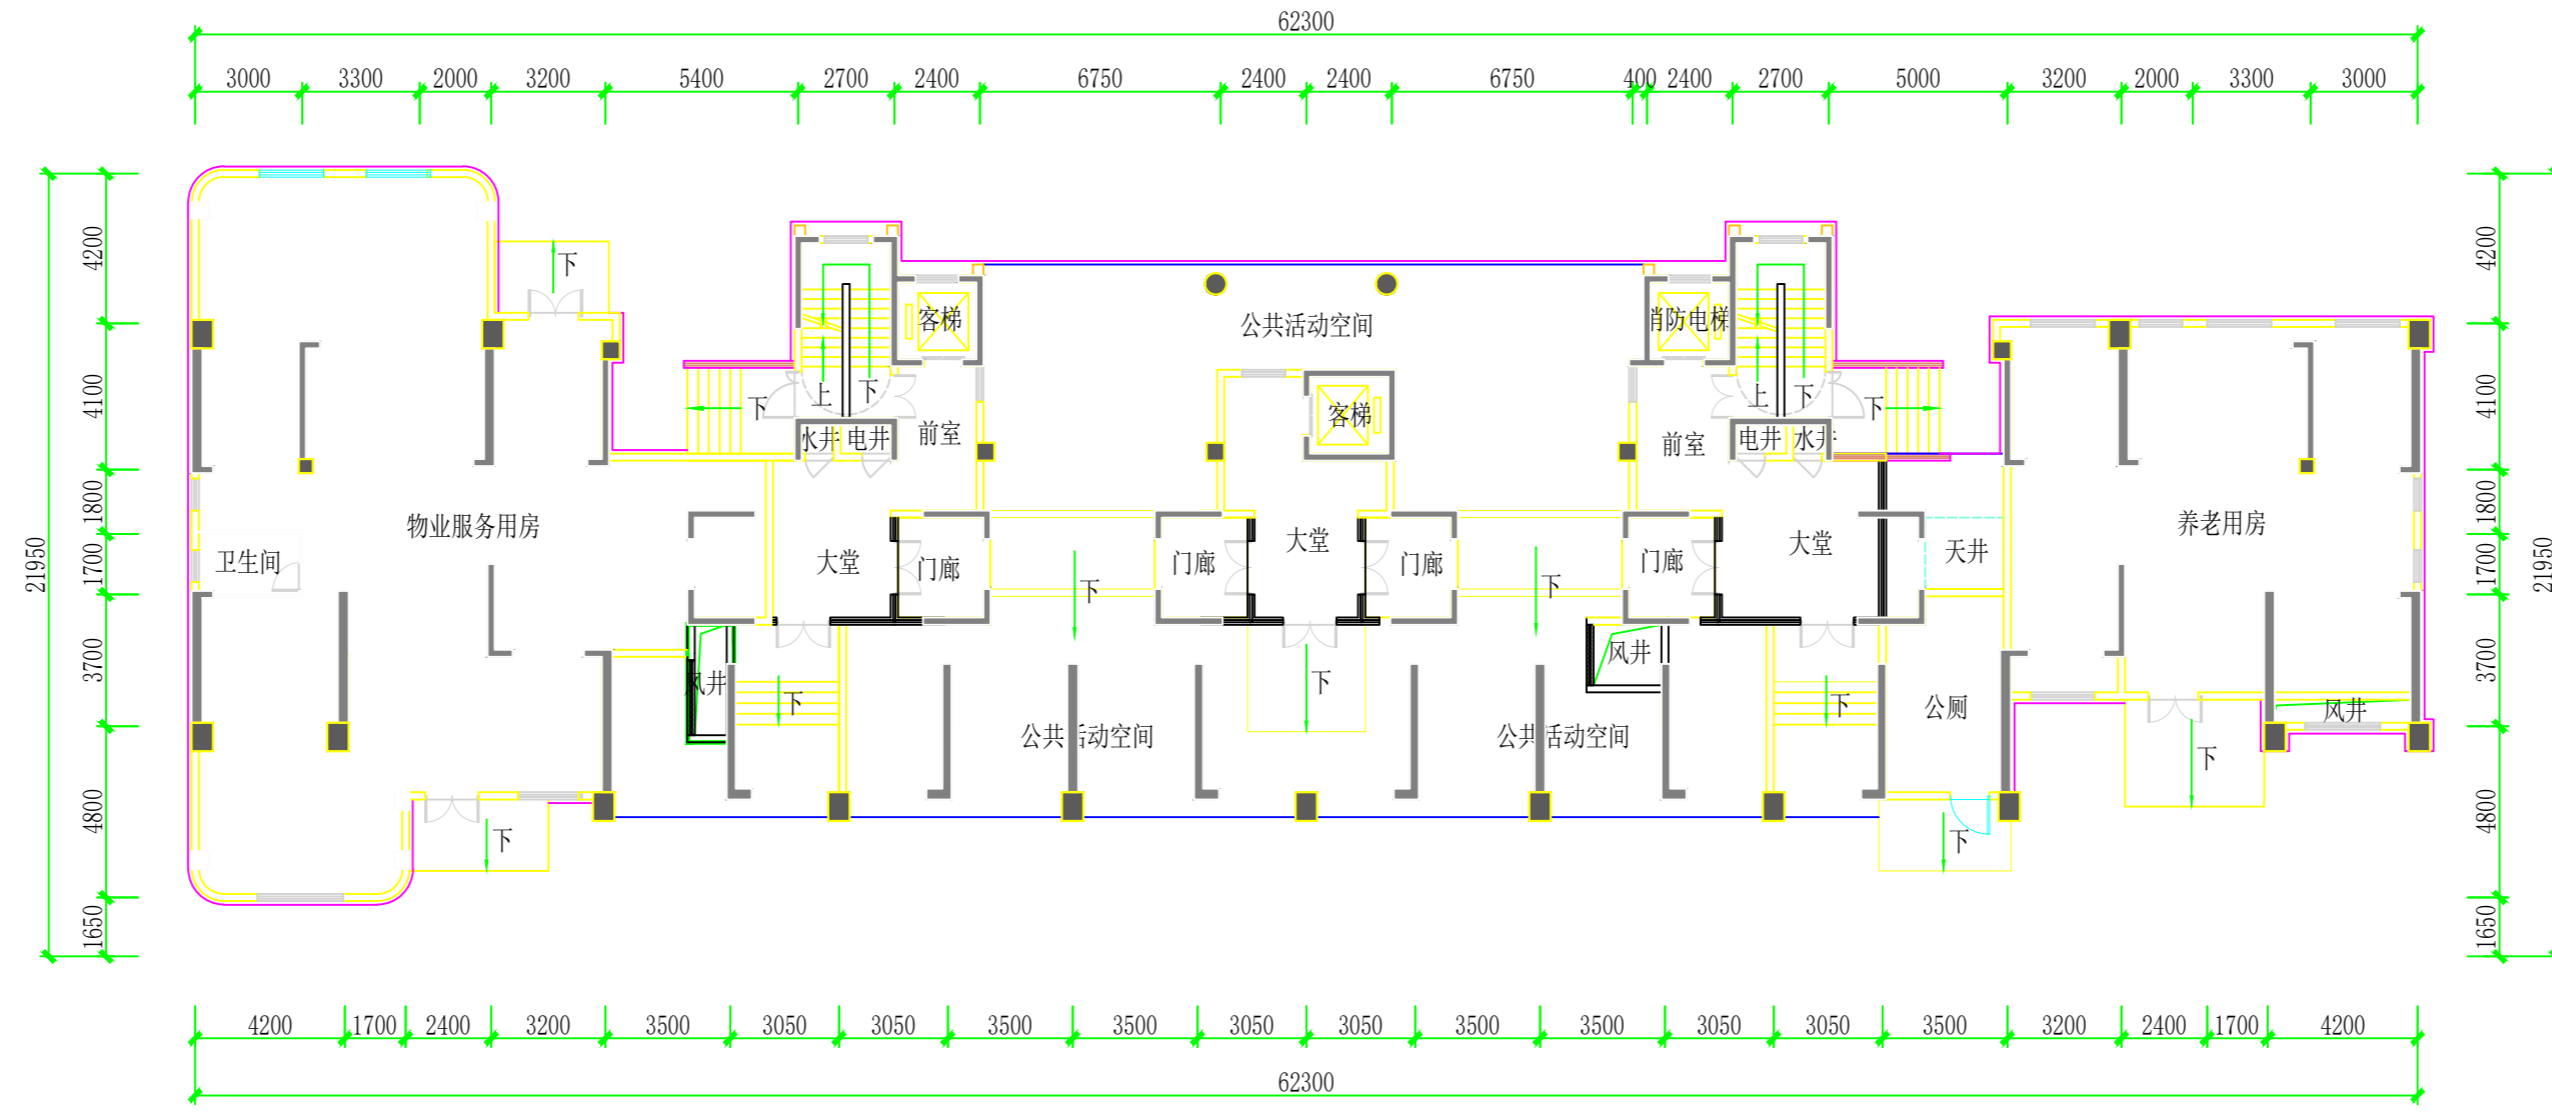 62300
3000 3300 2000 3200 5400 2700 2400 6750 2400 2400 6750 400 2400 2700 5000 3200 2000 3300 3000
4200 4200
下
客梯 公共活动空间 消防电梯
4100 上 下 上 下 4100
下 客梯 下
水井 电井 前室 前室 电井 水井
1800 1800
物业服务用房 养老用房
21950 21950
卫生间 大堂 门廊 门廊 大堂 门廊 门廊 大堂 天井
1700 下 下 1700
3700 风井 下 风井 3700
下 下 公厕 风井
公共活动空间 公共活动空间 下
4800 下 下 4800
1650 1650
4200 1700 2400 3200 3500 3050 3050 3500 3500 3050 3050 3500 3500 3050 3050 3500 3200 2400 1700 4200
62300